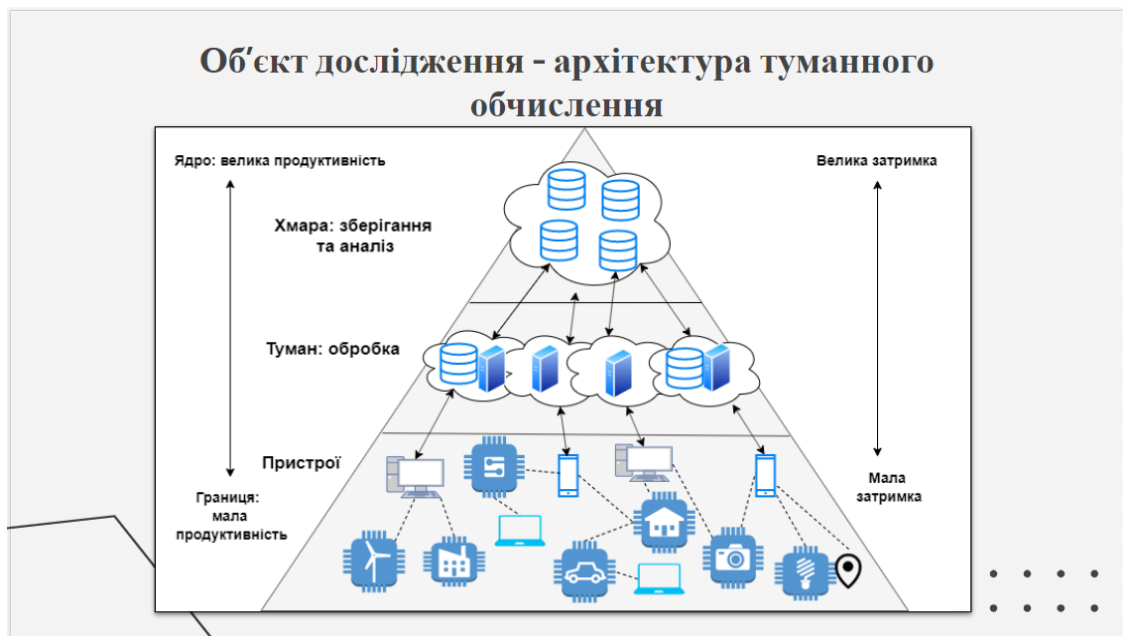 Об'єкт дослідження - архітектура туманного
обчислення
Ядро: велика продуктивність
Велика затримка
Хмара: зберігання
та аналіз
Туман: обробка
Пристрої
Границя:
мала
продуктивність
Мала
затримка